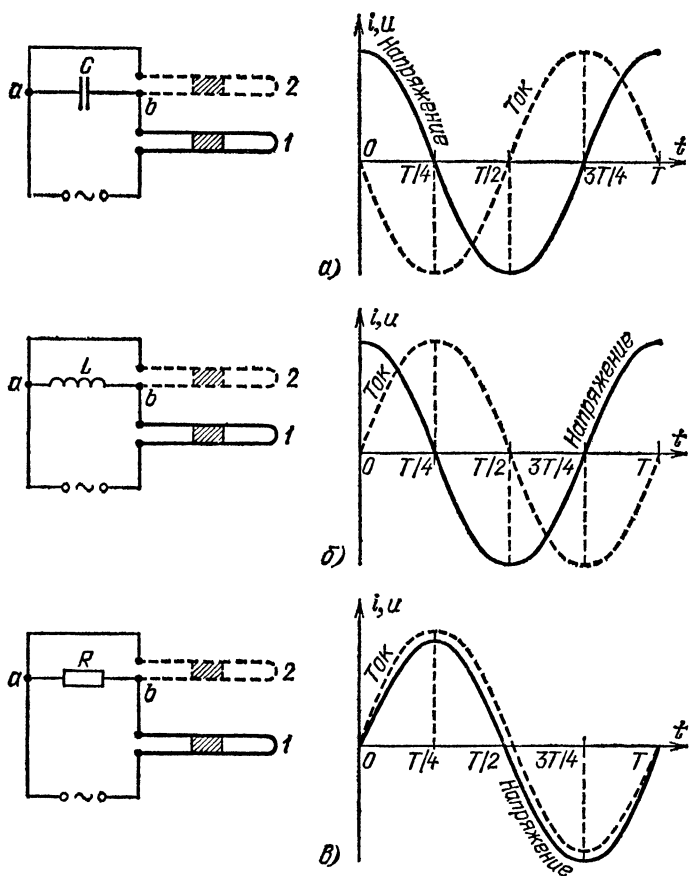 C
a
b
2
1
~
i,u
Напряжение
Ток
0
T/4
T/2
3T/4
T
t
а)
L
a
b
2
1
~
i,u
Ток
Напряжение
0
T/4
T/2
3T/4
T
t
б)
R
a
b
2
1
~
i,u
Ток
Напряжение
0
T/4
T/2
3T/4
T
t
в)